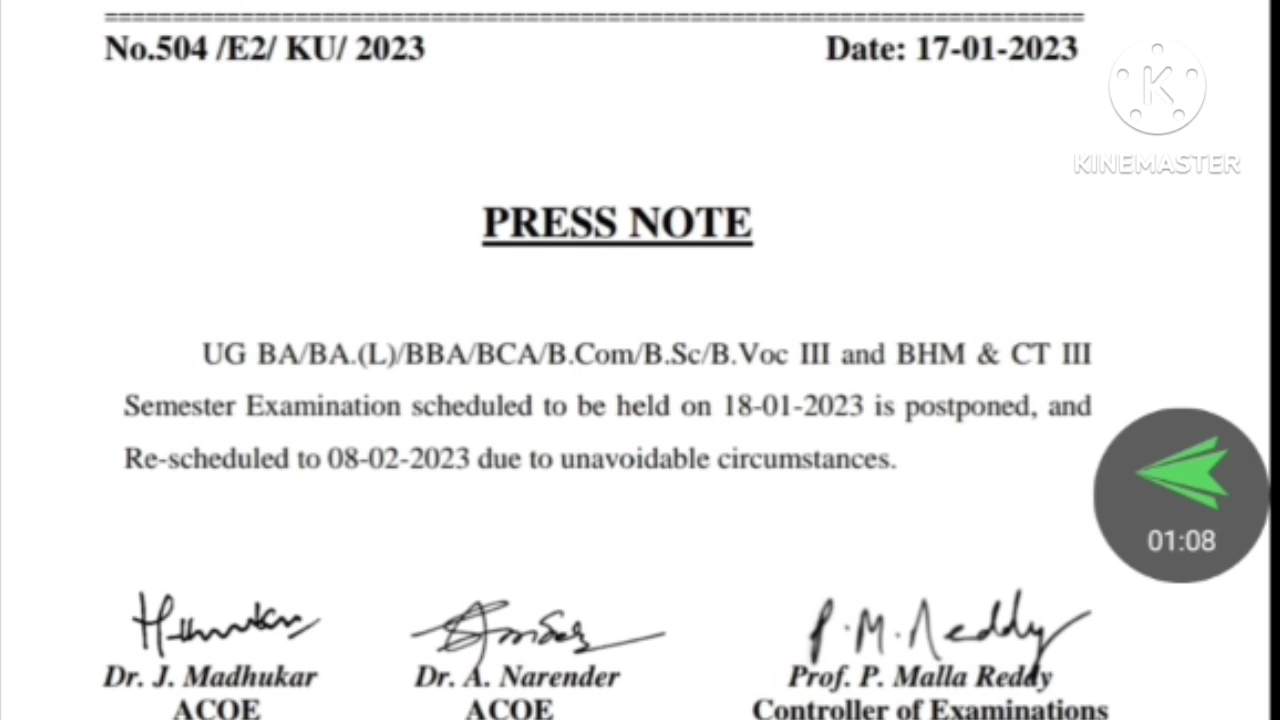 No.504 /E2/ KU/ 2023 Date: 17-01-2023
K
KINEMASTER
PRESS NOTE
UG BA/BA.(L)/BBA/BCA/B.Com/B.Sc/B.Voc III and BHM & CT III
Semester Examination scheduled to be held on 18-01-2023 is postponed, and
Re-scheduled to 08-02-2023 due to unavoidable circumstances.
01:08
P.M. Reddy
Dr. J. Madhukar Dr. A. Narender Prof. P. Malla Reddy
ACOE ACOE Controller of Examinations